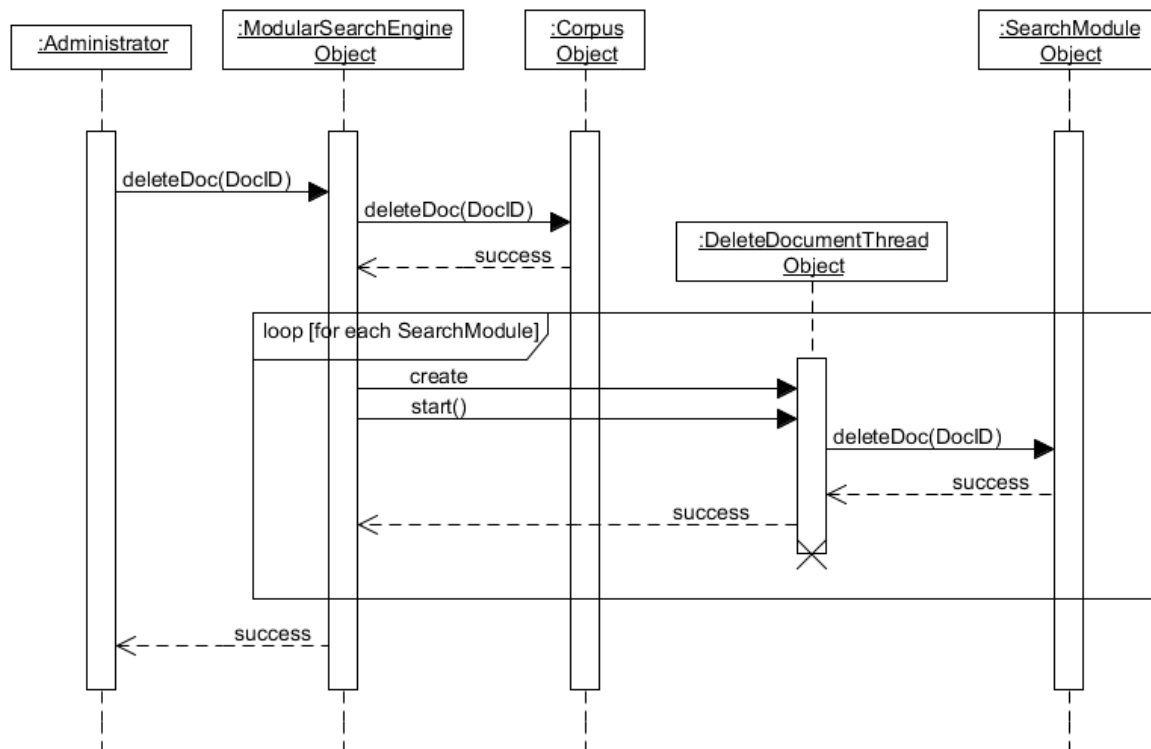 :Administrator
:ModularSearchEngine
Object
:Corpus
Object
:SearchModule
Object
deleteDoc(DocID)
deleteDoc(DocID)
success
:DeleteDocumentThread
Object
loop [for each SearchModule]
create
start()
deleteDoc(DocID)
success
success
success